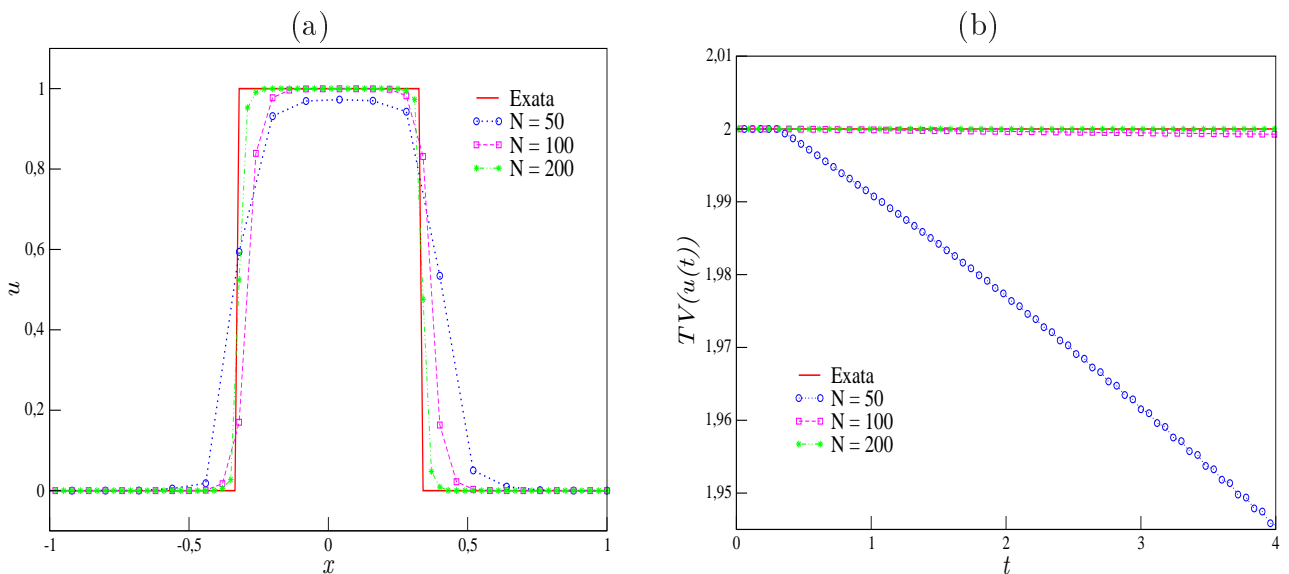 (a)
1
0,8
0,6
0,4
0,2
0
u
-1
-0,5
0
0,5
1
x
Exata
N = 50
N = 100
N = 200
(b)
2,01
2
1,99
1,98
1,97
1,96
1,95
TV(u(t))
0
1
2
3
4
t
Exata
N = 50
N = 100
N = 200